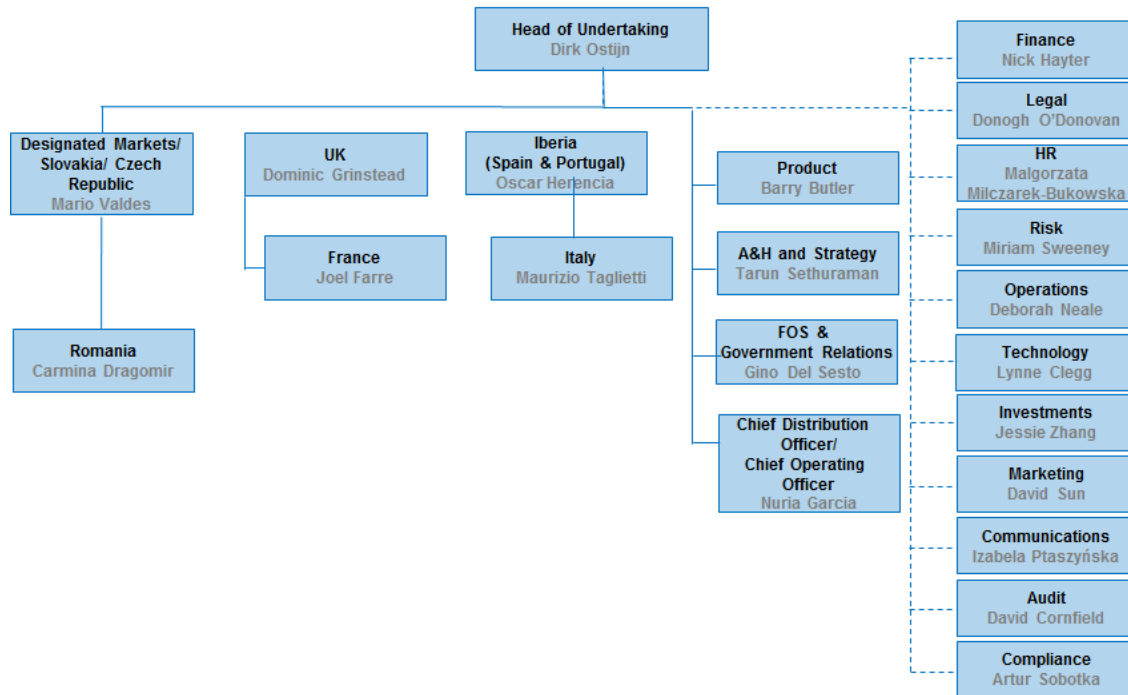 Head of Undertaking
Dirk Ostijn
Designated Markets/
Slovakia/ Czech
Republic
Mario Valdes
UK
Dominic Grinstead
Iberia
(Spain & Portugal)
Oscar Herencia
France
Joel Farre
Italy
Maurizio Taglietti
Romania
Carmina Dragomir
Product
Barry Butler
A&H and Strategy
Tarun Sethuraman
FOS &
Government Relations
Gino Del Sesto
Chief Distribution
Officer/
Chief Operating
Officer
Nuria Garcia
Finance
Nick Hayter
Legal
Donogh O'Donovan
HR
Malgorzata
Milczarek-Bukowska
Risk
Miriam Sweeney
Operations
Deborah Neale
Technology
Lynne Clegg
Investments
Jessie Zhang
Marketing
David Sun
Communications
Izabela Ptaszyńska
Audit
David Cornfield
Compliance
Artur Sobotka